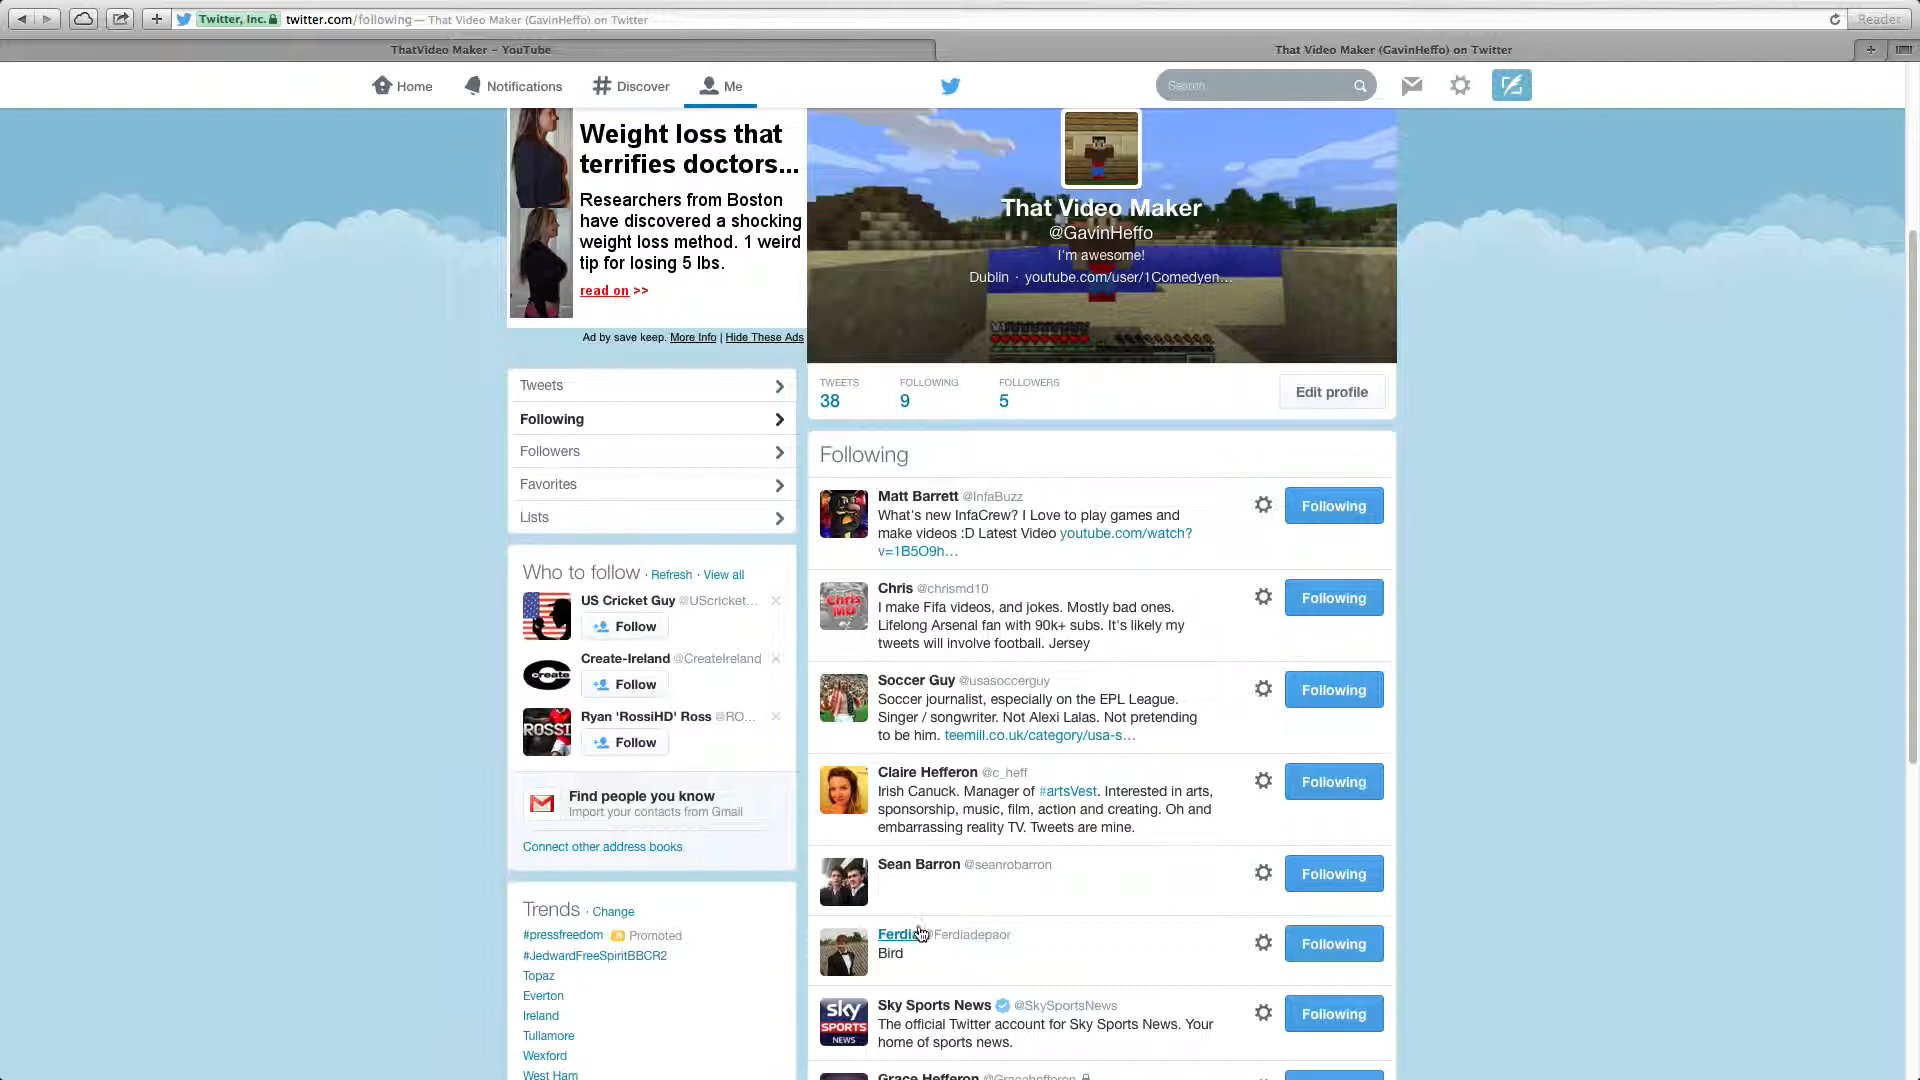 Twitter, Inc. twitter.com/following — That Video Maker (GavinHeffo) on Twitter
Reader
ThatVideo Maker – YouTube
That Video Maker (GavinHeffo) on Twitter
Home
Notifications
Discover
Me
Search
Weight loss that
terrifies doctors...
Researchers from Boston
have discovered a shocking
weight loss method. 1 weird
tip for losing 5 lbs.
read on >>
Ad by save keep. More Info | Hide These Ads
That Video Maker
@GavinHeffo
I'm awesome!
Dublin · youtube.com/user/1Comedyen…
TWEETS
38
FOLLOWING
9
FOLLOWERS
5
Edit profile
Tweets
Following
Followers
Favorites
Lists
Who to follow · Refresh · View all
US Cricket Guy @UScricket…
Follow
Create-Ireland @CreateIreland
Follow
create
Ryan 'RossiHD' Ross @RO…
Follow
ROSSI
Find people you know
Import your contacts from Gmail
Connect other address books
Trends · Change
#pressfreedom Promoted
#JedwardFreeSpiritBBCR2
Topaz
Everton
Ireland
Tullamore
Wexford
West Ham
Following
Matt Barrett @InfaBuzz
What's new InfaCrew? I Love to play games and
make videos :D Latest Video youtube.com/watch?
v=1B5O9h…
Following
Chris MD
Chris @chrismd10
I make Fifa videos, and jokes. Mostly bad ones.
Lifelong Arsenal fan with 90k+ subs. It's likely my
tweets will involve football. Jersey
Following
Soccer Guy @usasoccerguy
Soccer journalist, especially on the EPL League.
Singer / songwriter. Not Alexi Lalas. Not pretending
to be him. teemill.co.uk/category/usa-s…
Following
Claire Hefferon @c_heff
Irish Canuck. Manager of #artsVest. Interested in arts,
sponsorship, music, film, action and creating. Oh and
embarrassing reality TV. Tweets are mine.
Following
Sean Barron @seanrobarron
Following
Ferdia @Ferdiadepaor
Bird
Following
sky
SPORTS
NEWS
Sky Sports News @SkySportsNews
The official Twitter account for Sky Sports News. Your
home of sports news.
Following
Grace Hefferon @Gracehefferon